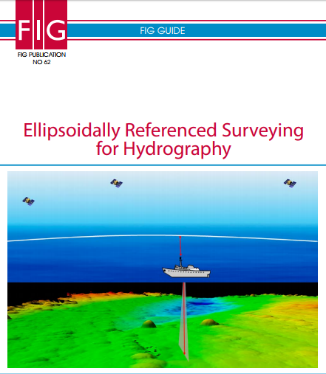 FIG
FIG PUBLICATION
NO 62
FIG GUIDE
Ellipsoidally Referenced Surveying
for Hydrography